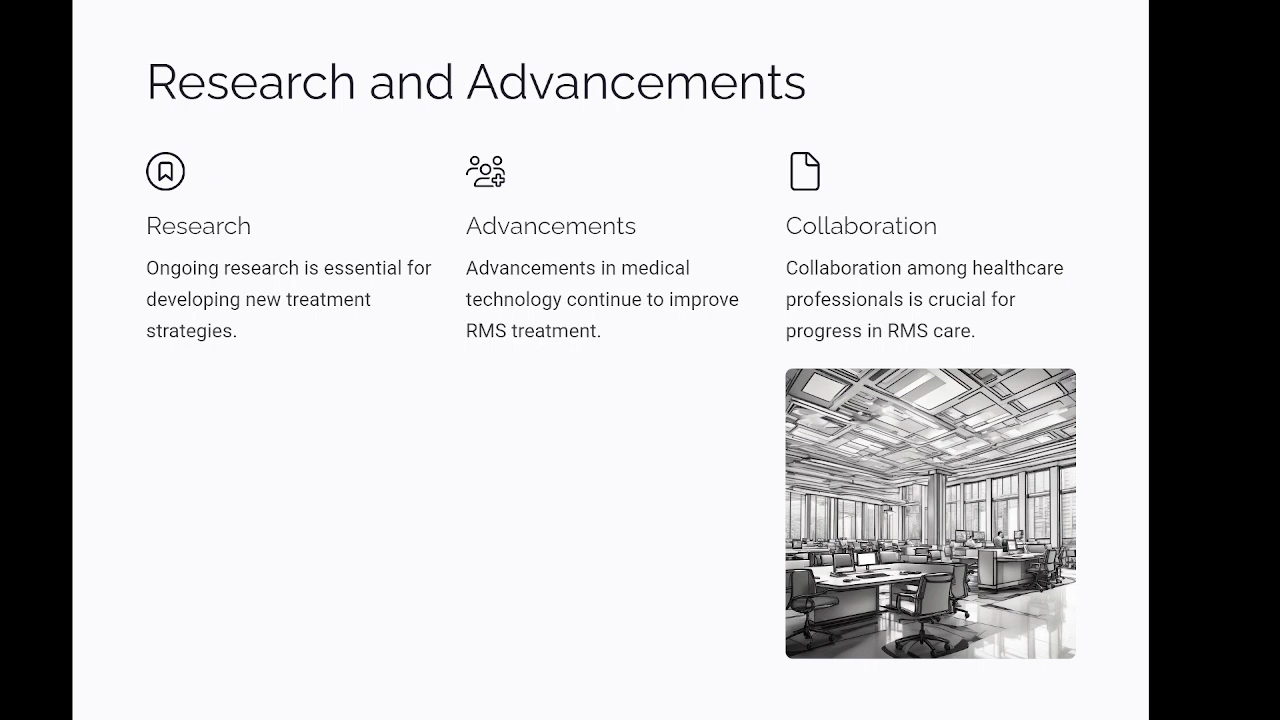 Research and Advancements
Research
Ongoing research is essential for
developing new treatment
strategies.
Advancements
Advancements in medical
technology continue to improve
RMS treatment.
Collaboration
Collaboration among healthcare
professionals is crucial for
progress in RMS care.